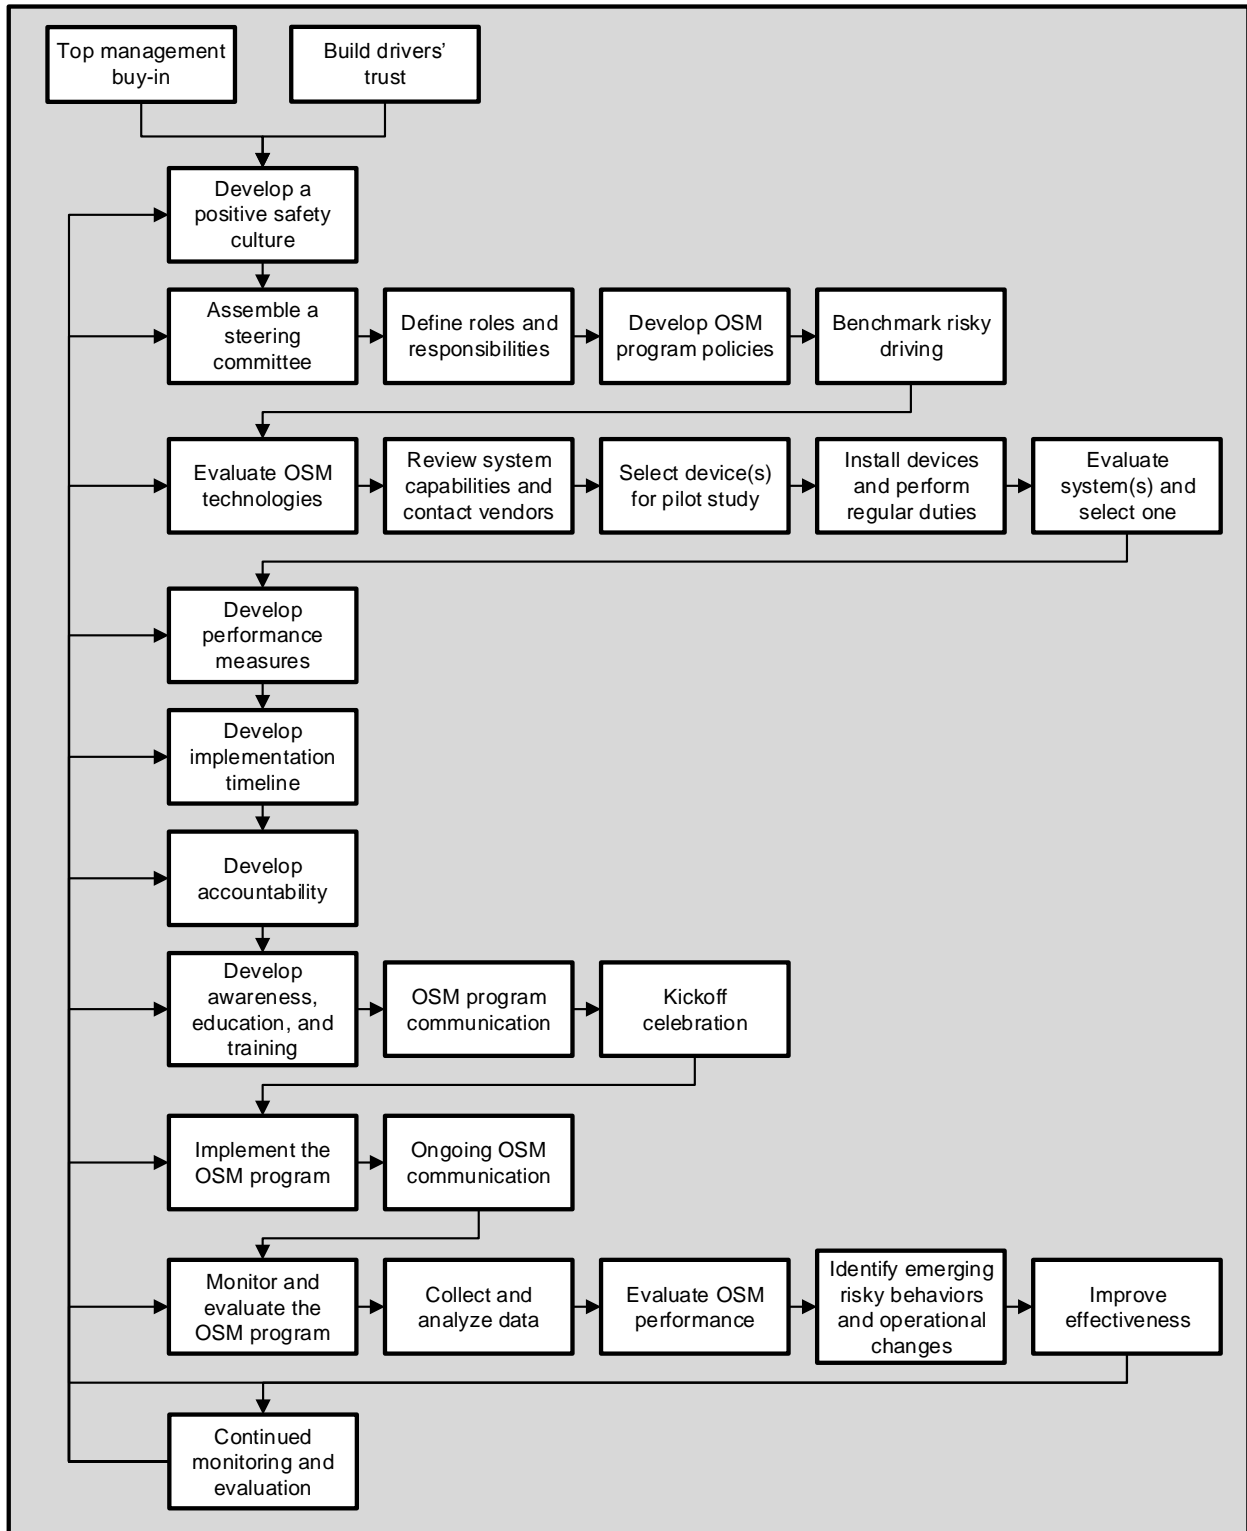 Top management
buy-in
Build drivers’
trust
Develop a
positive safety
culture
Assemble a
steering
committee
Define roles and
responsibilities
Develop OSM
program policies
Benchmark risky
driving
Evaluate OSM
technologies
Review system
capabilities and
contact vendors
Select device(s)
for pilot study
Install devices
and perform
regular duties
Evaluate
system(s) and
select one
Develop
performance
measures
Develop
implementation
timeline
Develop
accountability
Develop
awareness,
education, and
training
OSM program
communication
Kickoff
celebration
Implement the
OSM program
Ongoing OSM
communication
Monitor and
evaluate the
OSM program
Collect and
analyze data
Evaluate OSM
performance
Identify emerging
risky behaviors
and operational
changes
Improve
effectiveness
Continued
monitoring and
evaluation